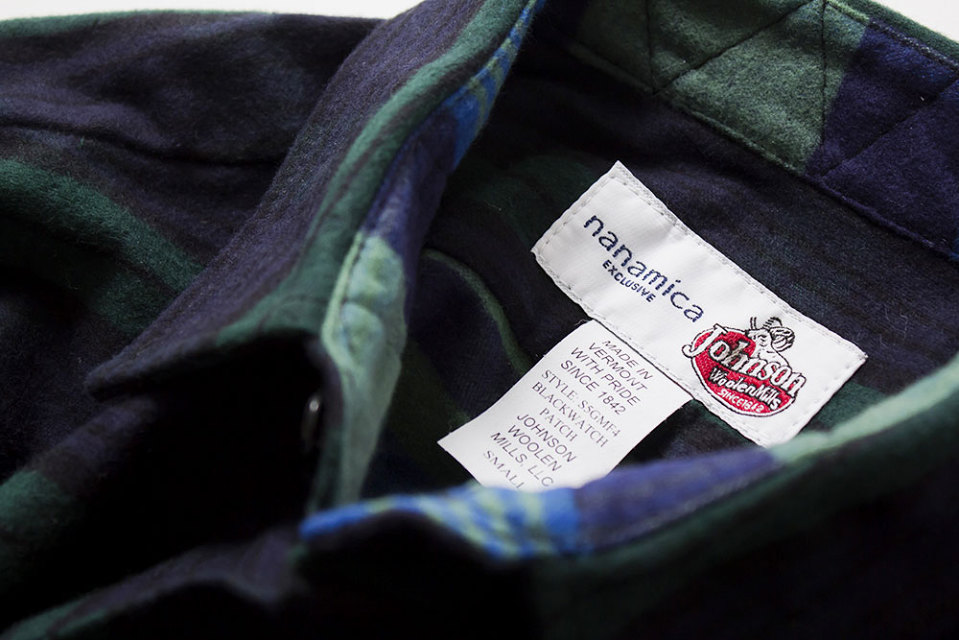 nanamica
EXCLUSIVE
Johnson
Woolen Mills
SINCE 1842
MADE IN
VERMONT
WITH PRIDE
SINCE 1842
STYLE SSGMF4
BLACKWATCH
PATCH
JOHNSON
WOOLEN
MILLS, LLC
SMALL